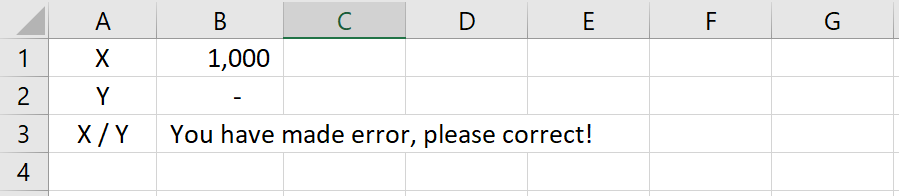 A B C D E F G
1 X 1,000
2 Y -
3 X / Y You have made error, please correct!
4